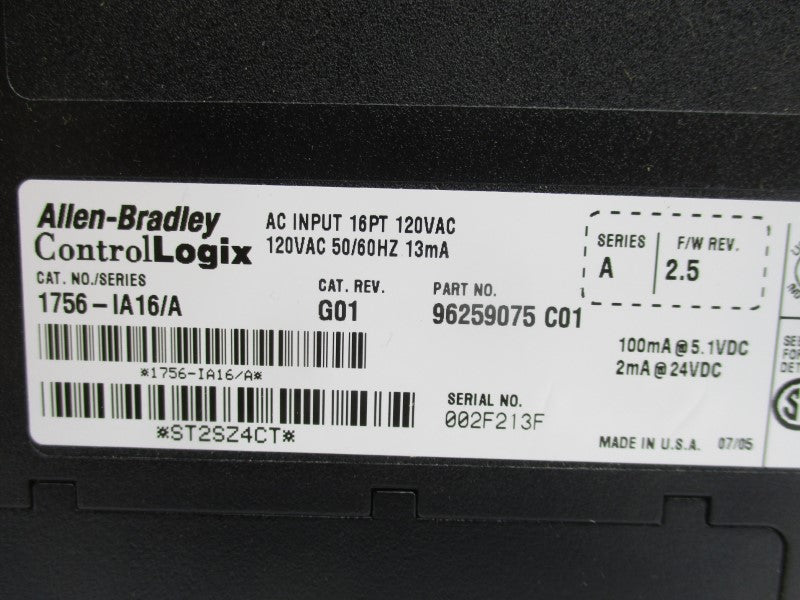 Allen-Bradley
ControlLogix
AC INPUT 16PT 120VAC
120VAC 50/60HZ 13mA
SERIES
A
F/W REV.
2.5
CAT. NO./SERIES
1756-IA16/A
CAT. REV.
G01
PART NO.
96259075 C01
*1756-IA16/A*
100mA@5.1VDC
2mA@24VDC
*ST2SZ4CT*
SERIAL NO.
002F213F
MADE IN U.S.A. 07/05